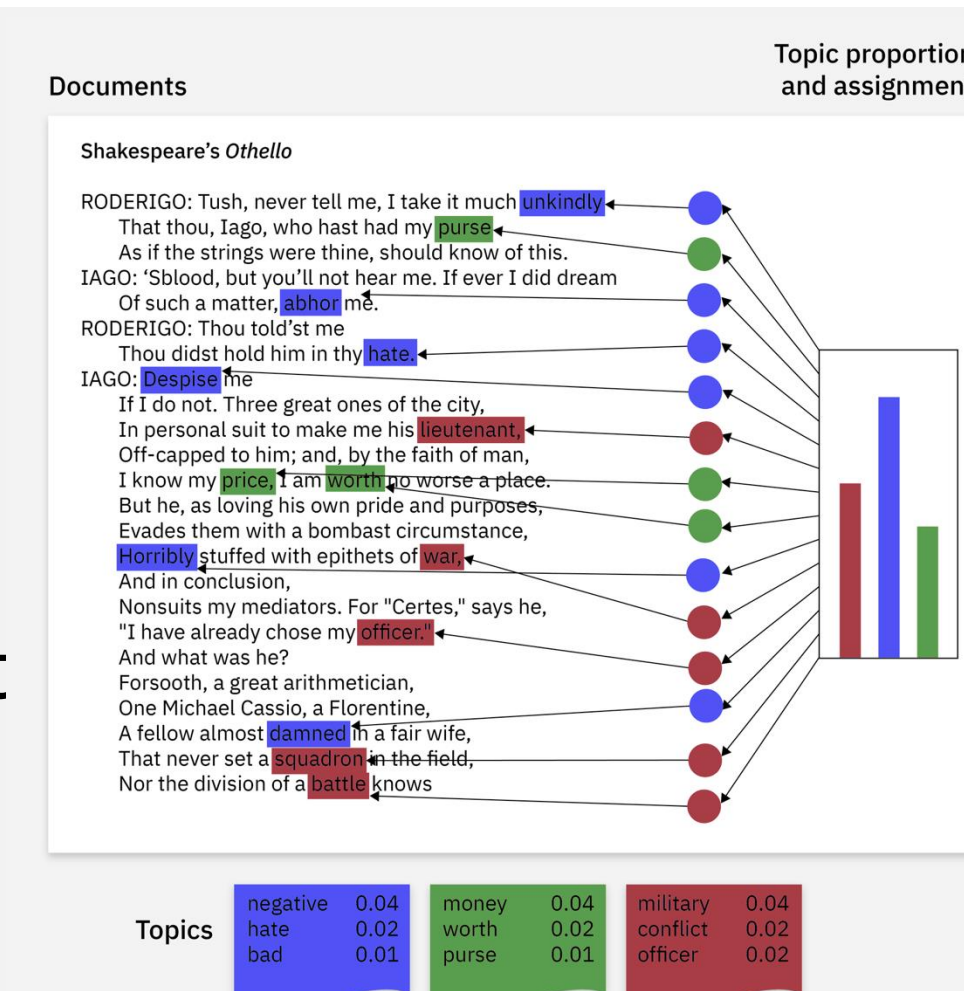 Topic proportion
and assignmen
Documents
Shakespeare's Othello
RODERIGO: Tush, never tell me, I take it much unkindly
That thou, Iago, who hast had my purse
As if the strings were thine, should know of this.
IAGO: ‘Sblood, but you’ll not hear me. If ever I did dream
Of such a matter, abhor me.
RODERIGO: Thou told’st me
Thou didst hold him in thy hate.
IAGO: Despise me
If I do not. Three great ones of the city,
In personal suit to make me his lieutenant,
Off-capped to him; and, by the faith of man,
I know my price, I am worth no worse a place.
But he, as loving his own pride and purposes,
Evades them with a bombast circumstance,
Horribly stuffed with epithets of war,
And in conclusion,
Nonsuits my mediators. For "Certes," says he,
"I have already chose my officer."
And what was he?
Forsooth, a great arithmetician,
One Michael Cassio, a Florentine,
A fellow almost damned in a fair wife,
That never set a squadron in the field,
Nor the division of a battle knows
Topics
negative 0.04
hate 0.02
bad 0.01
money 0.04
worth 0.02
purse 0.01
military 0.04
conflict 0.02
officer 0.02